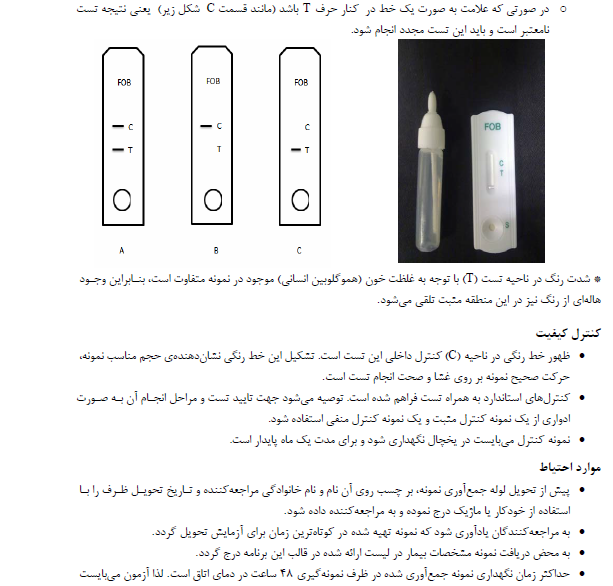 o در صورتی که علامت به صورت یک خط در کنار حرف T باشد (مانند قسمت C شکل زیر) یعنی نتیجه تست
نامعتبر است و باید این تست مجدد انجام شود.
FOB FOB FOB FOB
C C C C
T T T T
S
A B C
* شدت رنگ در ناحیه تست (T) با توجه به غلظت خون (هموگلوبین انسانی) موجود در نمونه متفاوت است، بنـابراین وجـود
هاله‌ای از رنگ نیز در این منطقه مثبت تلقی می‌شود.
کنترل کیفیت
• ظهور خط رنگی در ناحیه (C) کنترل داخلی این تست است. تشکیل این خط رنگی نشان‌دهنده‌ی حجم مناسب نمونه،
حرکت صحیح نمونه بر روی غشا و صحت انجام تست است.
• کنترل‌های استاندارد به همراه تست فراهم شده است. توصیه می‌شود جهت تایید تست و مراحل انجـام آن بـه صـورت
ادواری از یک نمونه کنترل مثبت و یک نمونه کنترل منفی استفاده شود.
• نمونه کنترل می‌بایست در یخچال نگهداری شود و برای مدت یک ماه پایدار است.
موارد احتیاط
• پیش از تحویل لوله جمع‌آوری نمونه، بر چسب روی آن نام و نام خانوادگی مراجعه‌کننده و تـاریخ تحویـل ظـرف را بـا
استفاده از خودکار یا ماژیک درج نموده و به مراجعه‌کننده داده شود.
• به مراجعه‌کنندگان یادآوری شود که نمونه تهیه شده در کوتاه‌ترین زمان برای آزمایش تحویل گردد.
• به محض دریافت نمونه مشخصات بیمار در لیست ارائه شده در قالب این برنامه درج گردد.
• حداکثر زمان نگهداری نمونه جمع‌آوری شده در ظرف نمونه‌گیری ۴۸ ساعت در دمای اتاق است. لذا آزمون می‌بایست